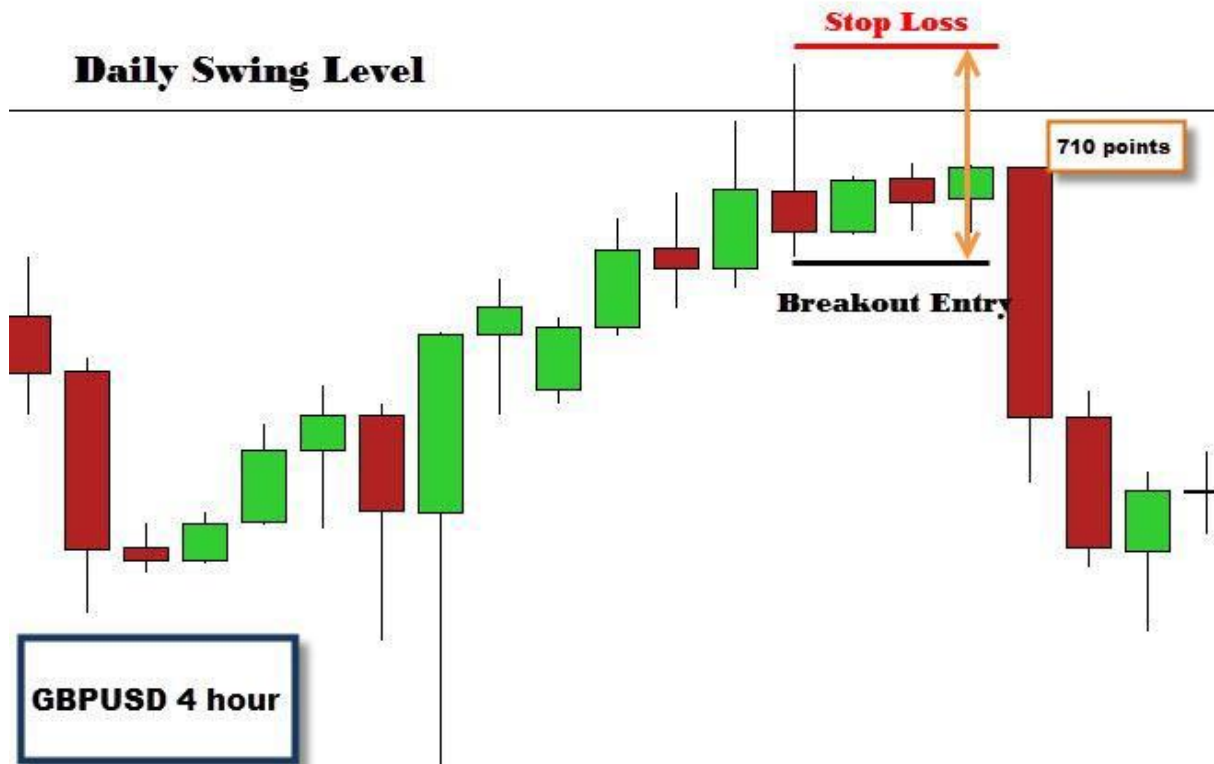 Stop Loss
Daily Swing Level
710 points
Breakout Entry
GBPUSD 4 hour